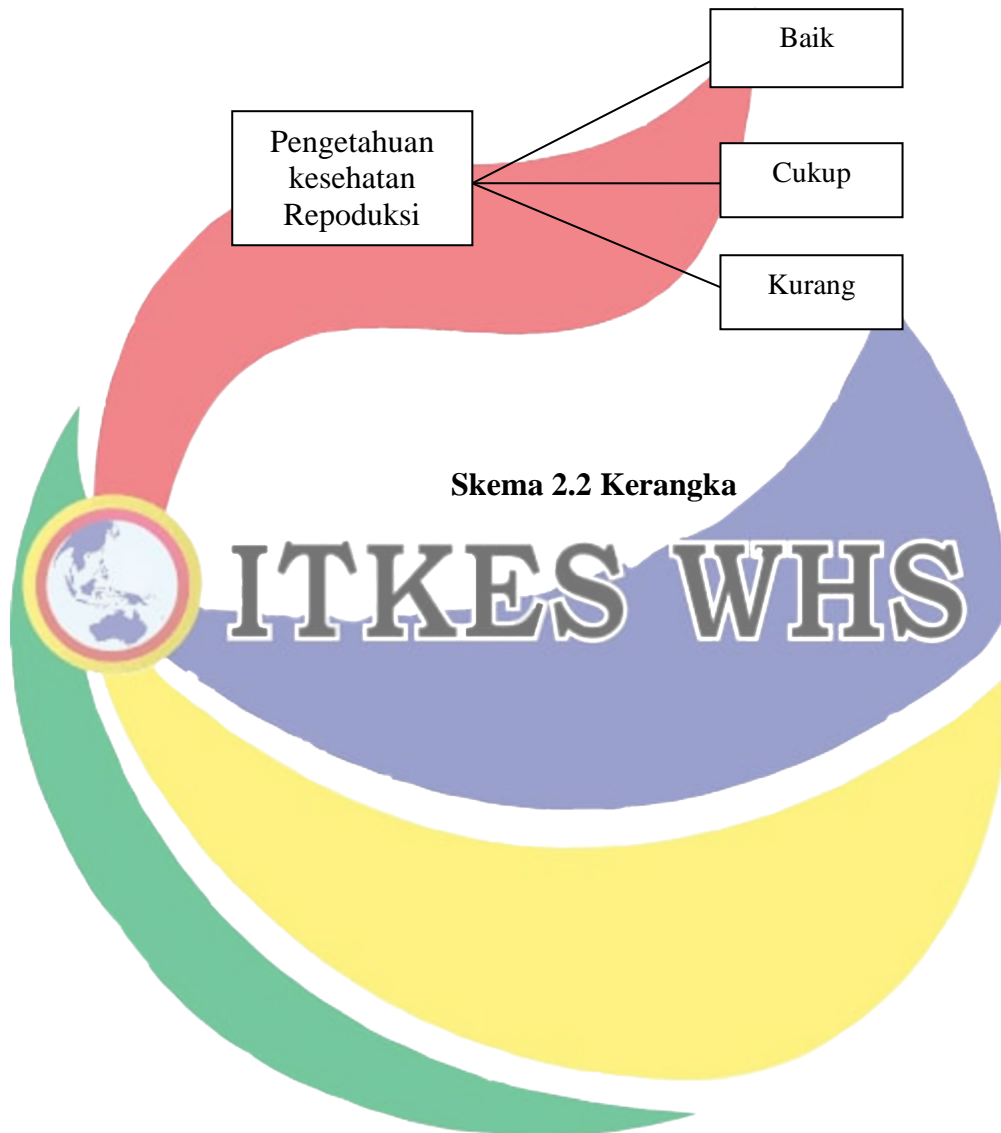 Baik
Pengetahuan
kesehatan
Repoduksi
Cukup
Kurang
Skema 2.2 Kerangka
ITKES WHS